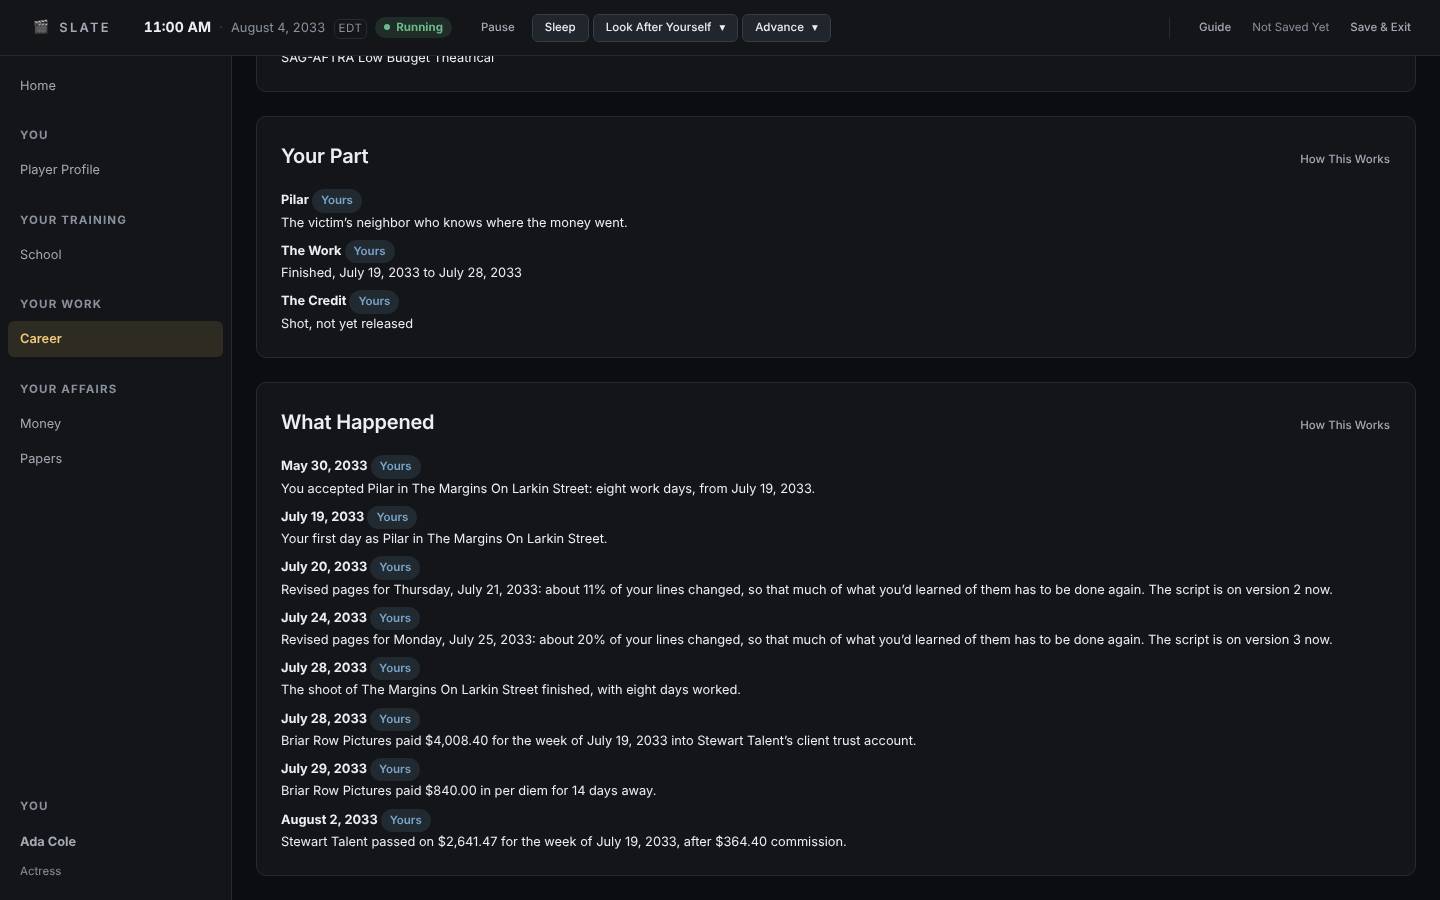 SLATE
11:00 AM · August 4, 2033 EDT Running Pause Sleep Look After Yourself ▾ Advance ▾ Guide Not Saved Yet Save & Exit
Home
YOU
Player Profile
YOUR TRAINING
School
YOUR WORK
Career
YOUR AFFAIRS
Money
Papers
YOU
Ada Cole
Actress
SAG-AFTRA Low Budget Theatrical
Your Part
How This Works
Pilar Yours
The victim’s neighbor who knows where the money went.
The Work Yours
Finished, July 19, 2033 to July 28, 2033
The Credit Yours
Shot, not yet released
What Happened
How This Works
May 30, 2033 Yours
You accepted Pilar in The Margins On Larkin Street: eight work days, from July 19, 2033.
July 19, 2033 Yours
Your first day as Pilar in The Margins On Larkin Street.
July 20, 2033 Yours
Revised pages for Thursday, July 21, 2033: about 11% of your lines changed, so that much of what you’d learned of them has to be done again. The script is on version 2 now.
July 24, 2033 Yours
Revised pages for Monday, July 25, 2033: about 20% of your lines changed, so that much of what you’d learned of them has to be done again. The script is on version 3 now.
July 28, 2033 Yours
The shoot of The Margins On Larkin Street finished, with eight days worked.
July 28, 2033 Yours
Briar Row Pictures paid $4,008.40 for the week of July 19, 2033 into Stewart Talent’s client trust account.
July 29, 2033 Yours
Briar Row Pictures paid $840.00 in per diem for 14 days away.
August 2, 2033 Yours
Stewart Talent passed on $2,641.47 for the week of July 19, 2033, after $364.40 commission.